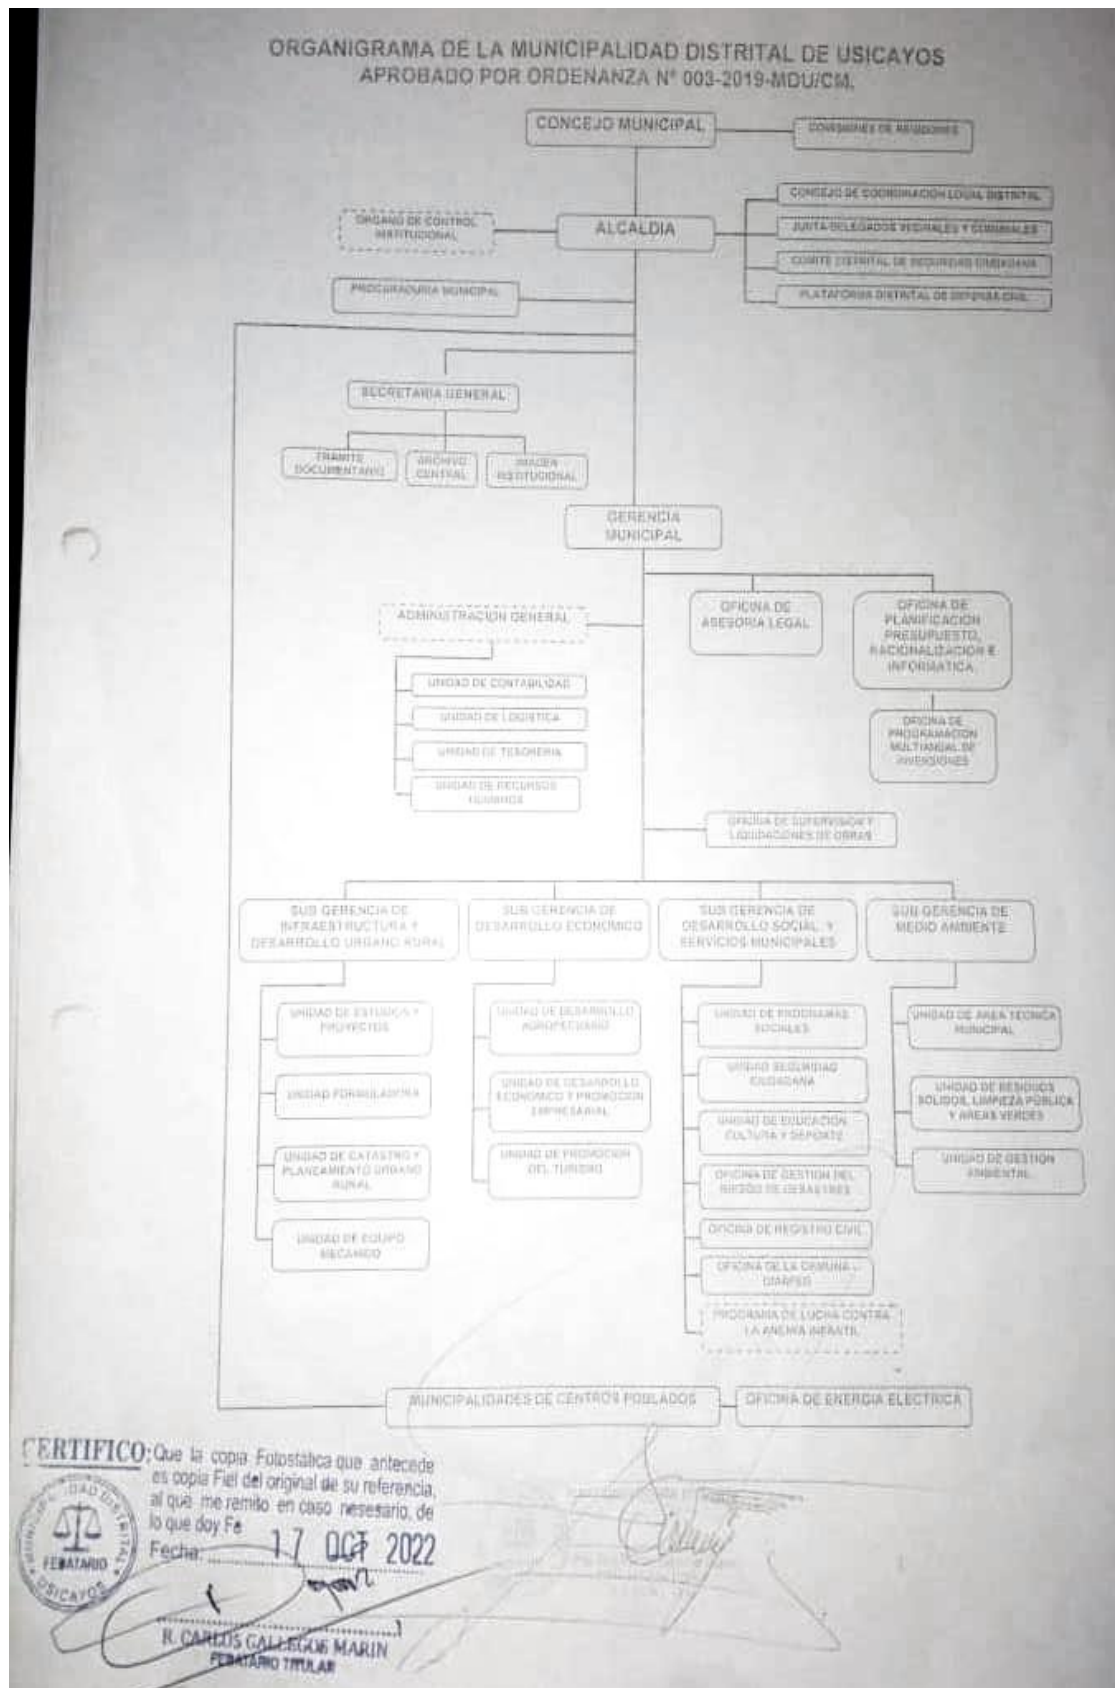 ORGANIGRAMA DE LA MUNICIPALIDAD DISTRITAL DE USICAYOS
APROBADO POR ORDENANZA N° 003-2019-MDU/CM.
CONCEJO MUNICIPAL
COMISIONES DE REGIDORES
CONCEJO DE COORDINACION LOCAL DISTRITAL
ORGANO DE CONTROL
INSTITUCIONAL
ALCALDIA
JUNTA DELEGADOS VECINALES Y COMUNALES
COMITÉ DISTRITAL DE SEGURIDAD CIUDADANA
PROCURADURIA MUNICIPAL
PLATAFORMA DISTRITAL DE DEFENSA CIVIL
SECRETARIA GENERAL
TRAMITE
DOCUMENTARIO
ARCHIVO
CENTRAL
IMAGEN
INSTITUCIONAL
GERENCIA
MUNICIPAL
ADMINISTRACION GENERAL
OFICINA DE
ASESORIA LEGAL
OFICINA DE
PLANIFICACION
PRESUPUESTO,
RACIONALIZACION E
INFORMATICA
UNIDAD DE CONTABILIDAD
UNIDAD DE LOGISTICA
UNIDAD DE TESORERIA
UNIDAD DE RECURSOS
HUMANOS
OFICINA DE
PROGRAMACION
MULTIANUAL DE
INVERSIONES
OFICINA DE SUPERVISION Y
LIQUIDACIONES DE OBRAS
SUB GERENCIA DE
INFRAESTRUCTURA Y
DESARROLLO URBANO RURAL
SUB GERENCIA DE
DESARROLLO ECONOMICO
SUB GERENCIA DE
DESARROLLO SOCIAL Y
SERVICIOS MUNICIPALES
SUB GERENCIA DE
MEDIO AMBIENTE
UNIDAD DE ESTUDIOS Y
PROYECTOS
UNIDAD FORMULADORA
UNIDAD DE CATASTRO Y
PLANEAMIENTO URBANO
RURAL
UNIDAD DE EQUIPO
MECANICO
UNIDAD DE DESARROLLO
AGROPECUARIO
UNIDAD DE DESARROLLO
ECONOMICO Y PROMOCION
EMPRESARIAL
UNIDAD DE PROMOCION
DEL TURISMO
UNIDAD DE PROGRAMAS
SOCIALES
UNIDAD SEGURIDAD
CIUDADANA
UNIDAD DE EDUCACION
CULTURA Y DEPORTE
OFICINA DE GESTION DEL
RIESGO DE DESASTRES
OFICINA DE REGISTRO CIVIL
OFICINA DE LA DEMUNA -
OMAPED
PROGRAMA DE LUCHA CONTRA
LA ANEMIA INFANTIL
UNIDAD DE AREA TECNICA
MUNICIPAL
UNIDAD DE RESIDUOS
SOLIDOS, LIMPIEZA PÚBLICA
Y AREAS VERDES
UNIDAD DE GESTION
AMBIENTAL
MUNICIPALIDADES DE CENTROS POBLADOS
OFICINA DE ENERGIA ELECTRICA
CERTIFICO: Que la copia Fotostática que antecede
es copia Fiel del original de su referencia,
al que me remito en caso nesesario, de
lo que doy Fe
Fecha: 17 OCT 2022
MUNICIPALIDAD DISTRITAL
FEDATARIO
USICAYOS
R. CARLOS GALLEGOS MARIN
FEDATARIO TITULAR